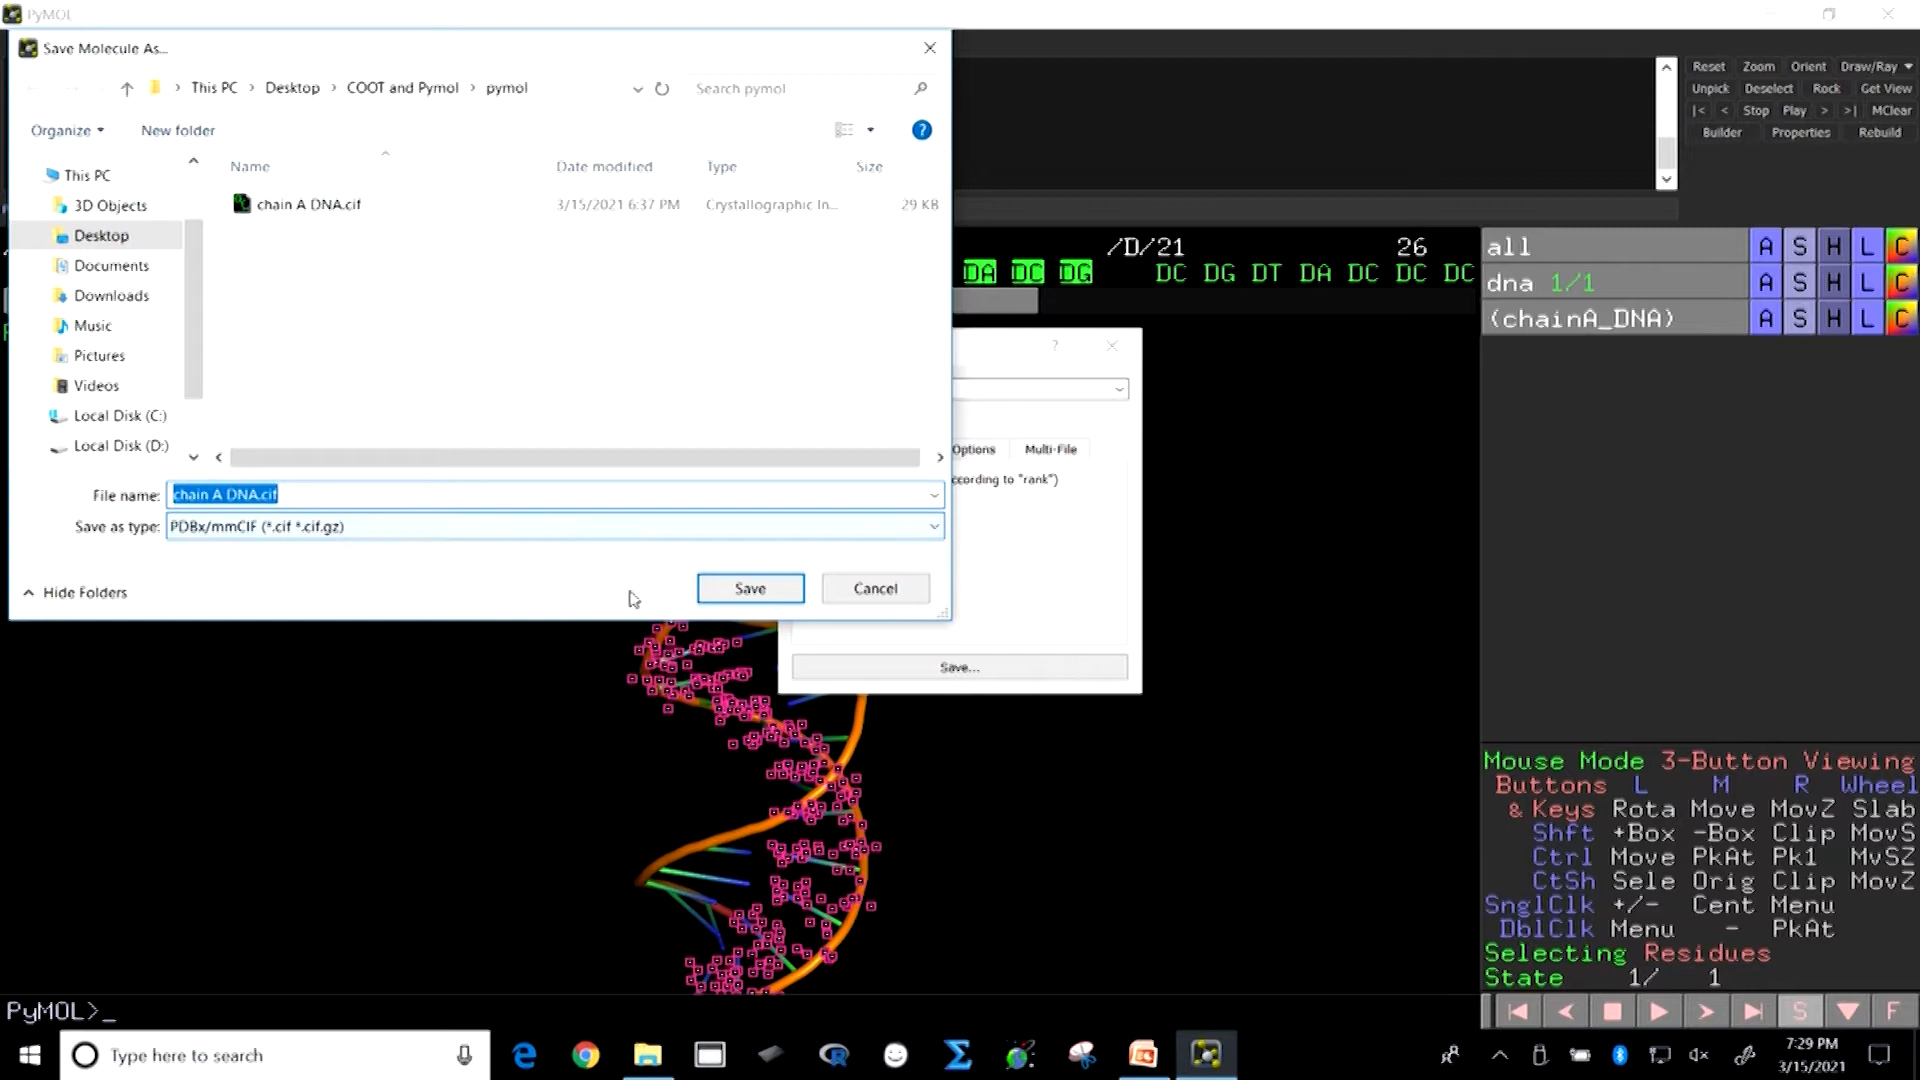 PyMOL
Save Molecule As...
This PC > Desktop > COOT and Pymol > pymol
Search pymol
Organize
New folder
?
Name Date modified Type Size
chain A DNA.cif 3/15/2021 6:37 PM Crystallographic In... 29 KB
This PC
3D Objects
Desktop
Documents
Downloads
Music
Pictures
Videos
Local Disk (C:)
Local Disk (D:)
File name: chain A DNA.cif
Save as type: PDBx/mmCIF (*.cif *.cif.gz)
Hide Folders
Save
Cancel
Reset Zoom Orient Draw/Ray
Unpick Deselect Rock Get View
|< < Stop Play > >| MClear
Builder Properties Rebuild
/D/21 26
DA DC DG DC DG DT DA DC DC DC
all A S H L C
dna 1/1 A S H L C
(chainA_DNA) A S H L C
?
Options Multi-File
ccording to "rank")
Save...
Mouse Mode 3-Button Viewing
Buttons L M R Wheel
& Keys Rota Move MovZ Slab
Shft +Box -Box Clip MovS
Ctrl Move PkAt Pk1 MvSZ
CtSh Sele Orig Clip MovZ
SnglClk +/- Cent Menu
DblClk Menu - PkAt
Selecting Residues
State 1/ 1
S F
PyMOL>_
Type here to search
7:29 PM
3/15/2021